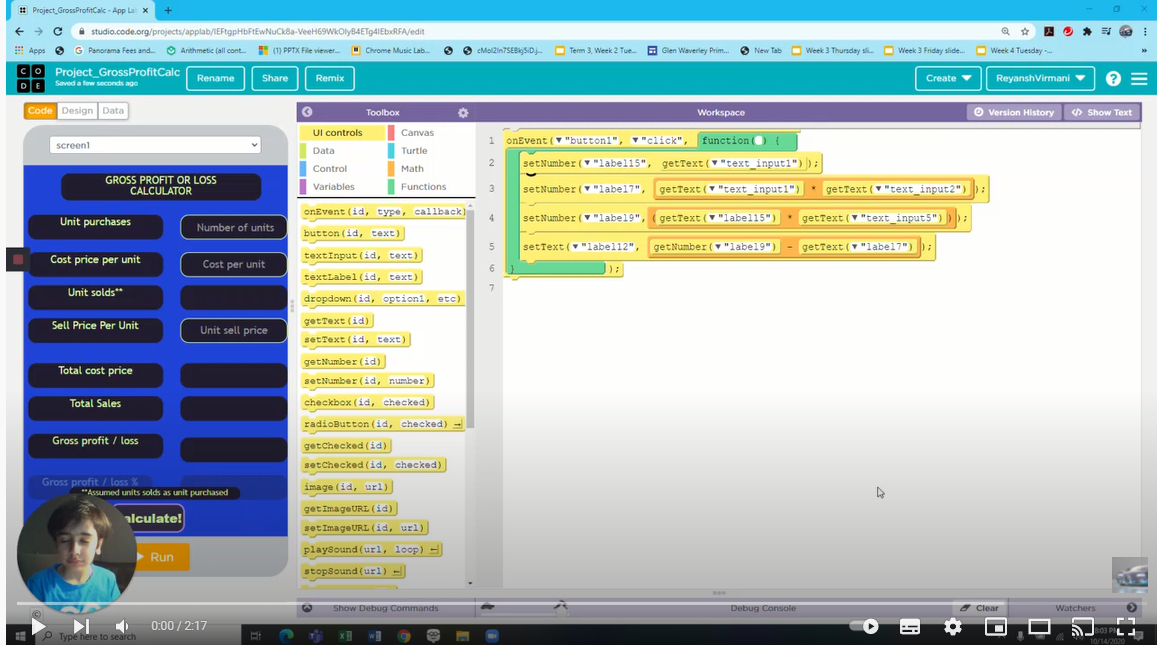 Project_GrossProfitCalc - App La
studio.code.org/projects/applab/IEFtgpHbFtEwNuCk8a-VeeH69WkOlyB4ETg4IEbxRFA/edit
Apps
Panorama Fees and...
Arithmetic (all cont...
(1) PPTX File viewer...
Chrome Music Lab...
cMol2In7SEBkj5iD.j...
Term 3, Week 2 Tue...
Glen Waverley Prim...
New Tab
Week 3 Thursday sli...
Week 3 Friday slide...
Week 4 Tuesday -...
CODE
Project_GrossProfitCalc
Saved a few seconds ago
Rename
Share
Remix
Create
ReyanshVirmani
Code
Design
Data
Toolbox
Workspace
Version History
Show Text
screen1
GROSS PROFIT OR LOSS
CALCULATOR
Unit purchases
Number of units
Cost price per unit
Cost per unit
Unit solds**
Sell Price Per Unit
Unit sell price
Total cost price
Total Sales
Gross profit / loss
Gross profit / loss %
**Assumed units sold as unit purchased
alculate!
Run
UI controls
Canvas
Data
Turtle
Control
Math
Variables
Functions
onEvent(id, type, callback)
button(id, text)
textInput(id, text)
textLabel(id, text)
dropdown(id, option1, etc)
getText(id)
setText(id, text)
getNumber(id)
setNumber(id, number)
checkbox(id, checked)
radioButton(id, checked)
getChecked(id)
setChecked(id, checked)
image(id, url)
getImageURL(id)
setImageURL(id, url)
playSound(url, loop)
stopSound(url)
1 onEvent("button1", "click", function() {
2 setNumber("label15", getText("text_input1"));
3 setNumber("label7", getText("text_input1") * getText("text_input2"));
4 setNumber("label9", (getText("label15") * getText("text_input5")));
5 setText("label12", getNumber("label9") - getText("label7"));
6 });
7
Show Debug Commands
Debug Console
Clear
Watchers
0:00 / 2:17
Type here to search
8:03 PM
10/14/2020